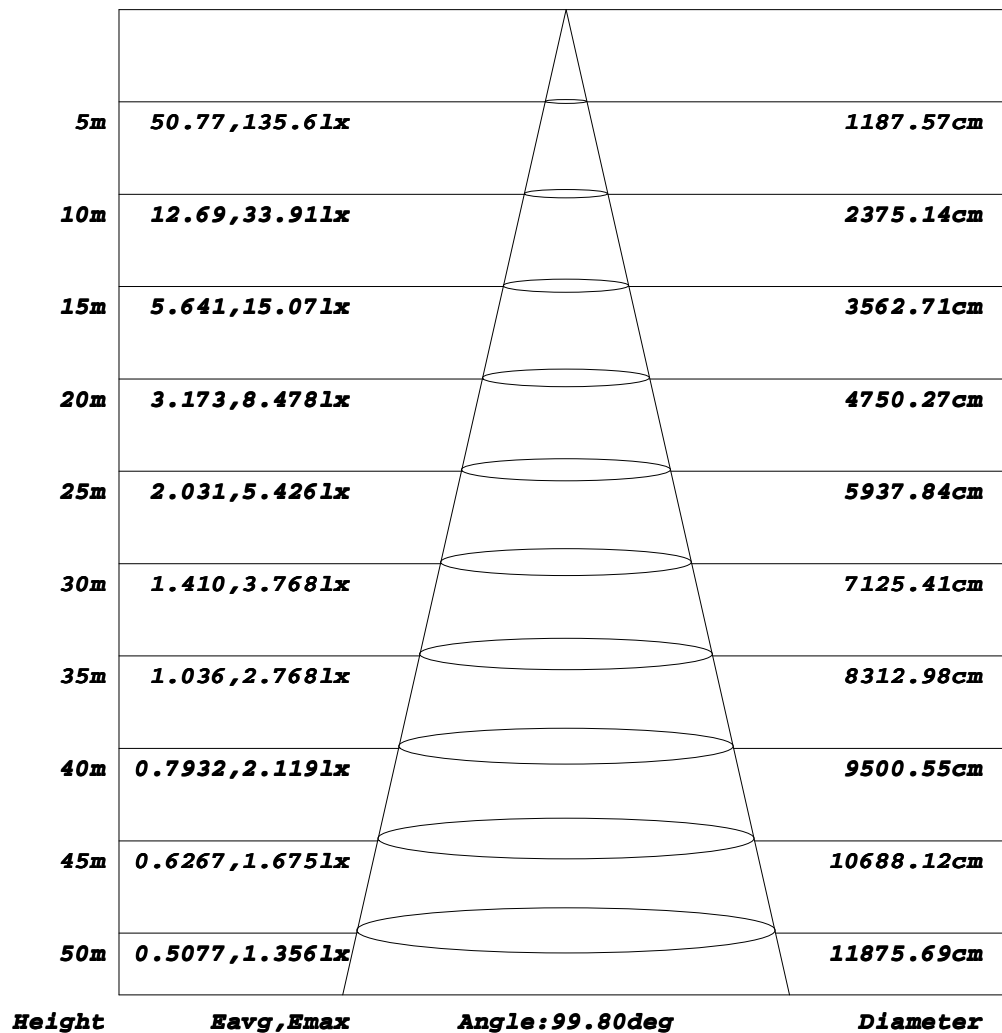 5m 50.77,135.6lx 1187.57cm
10m 12.69,33.91lx 2375.14cm
15m 5.641,15.07lx 3562.71cm
20m 3.173,8.478lx 4750.27cm
25m 2.031,5.426lx 5937.84cm
30m 1.410,3.768lx 7125.41cm
35m 1.036,2.768lx 8312.98cm
40m 0.7932,2.119lx 9500.55cm
45m 0.6267,1.675lx 10688.12cm
50m 0.5077,1.356lx 11875.69cm
Height Eavg,Emax Angle:99.80deg Diameter